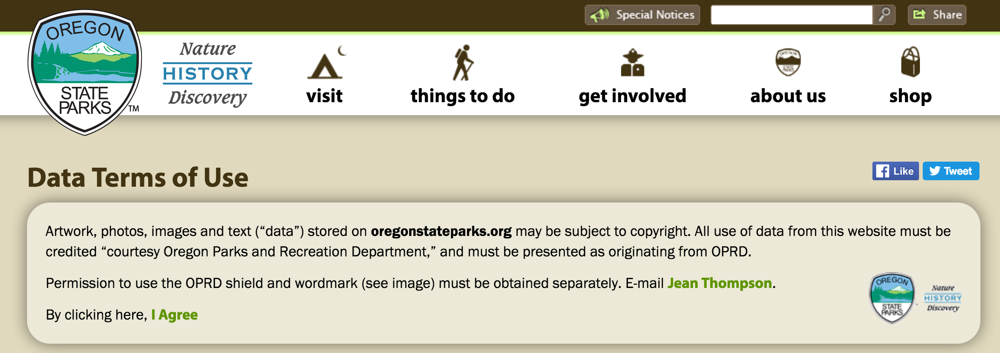 Special Notices
Share
OREGON
STATE
PARKS
TM
Nature
HISTORY
Discovery
visit
things to do
get involved
about us
shop
Data Terms of Use
Like
Tweet
Artwork, photos, images and text (“data”) stored on oregonstateparks.org may be subject to copyright. All use of data from this website must be
credited “courtesy Oregon Parks and Recreation Department,” and must be presented as originating from OPRD.
Permission to use the OPRD shield and wordmark (see image) must be obtained separately. E-mail Jean Thompson.
By clicking here, I Agree
OREGON
STATE
PARKS
Nature
HISTORY
Discovery